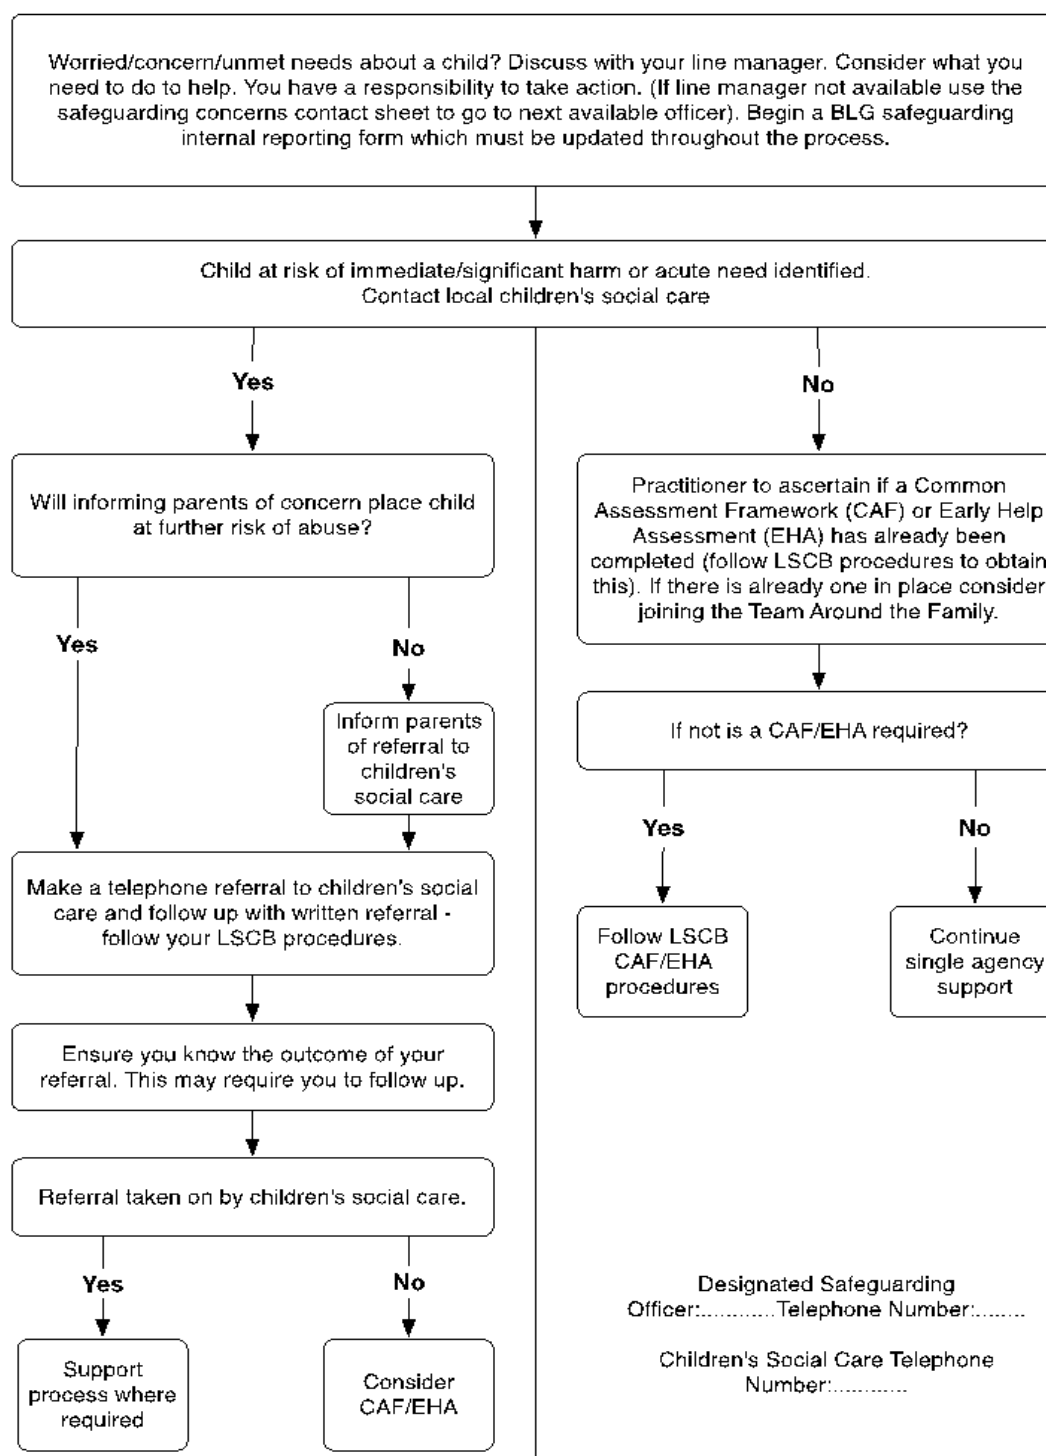 Worried/concern/unmet needs about a child? Discuss with your line manager. Consider what you
need to do to help. You have a responsibility to take action. (If line manager not available use the
safeguarding concerns contact sheet to go to next available officer). Begin a BLG safeguarding
internal reporting form which must be updated throughout the process.
Child at risk of immediate/significant harm or acute need identified.
Contact local children's social care
Yes
No
Will informing parents of concern place child
at further risk of abuse?
Practitioner to ascertain if a Common
Assessment Framework (CAF) or Early Help
Assessment (EHA) has already been
completed (follow LSCB procedures to obtain
this). If there is already one in place consider
joining the Team Around the Family.
Yes
No
Inform parents
of referral to
children's
social care
If not is a CAF/EHA required?
Yes
No
Make a telephone referral to children's social
care and follow up with written referral -
follow your LSCB procedures.
Follow LSCB
CAF/EHA
procedures
Continue
single agency
support
Ensure you know the outcome of your
referral. This may require you to follow up.
Referral taken on by children's social care.
Yes
No
Support
process where
required
Consider
CAF/EHA
Designated Safeguarding
Officer:............Telephone Number:........
Children's Social Care Telephone
Number:............